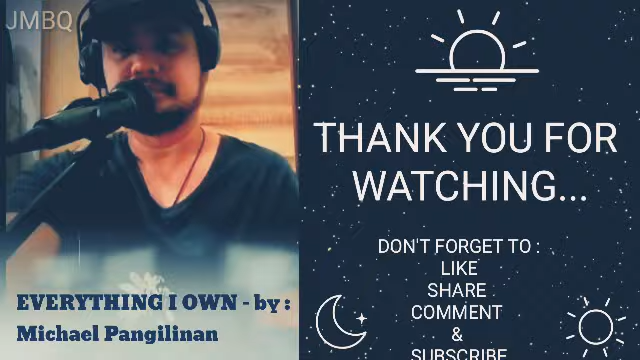 JMBQ
EVERYTHING I OWN - by :
Michael Pangilinan
THANK YOU FOR
WATCHING...
DON'T FORGET TO :
LIKE
SHARE
COMMENT
&
SUBSCRIBE